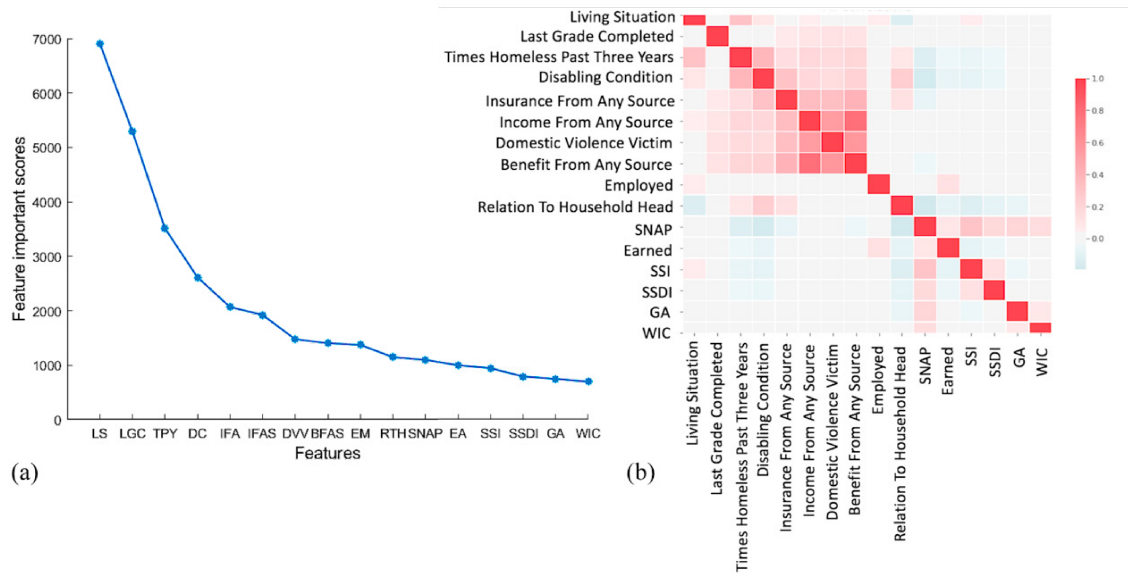 7000
6000
5000
4000
3000
2000
1000
0
Feature important scores
LS LGC TPY DC IFA IFAS DVV BFAS EM RTH SNAP EA SSI SSDI GA WIC
Features
(a)
Living Situation
Last Grade Completed
Times Homeless Past Three Years
Disabling Condition
Insurance From Any Source
Income From Any Source
Domestic Violence Victim
Benefit From Any Source
Employed
Relation To Household Head
SNAP
Earned
SSI
SSDI
GA
WIC
Living Situation
Last Grade Completed
Times Homeless Past Three Years
Disabling Condition
Insurance From Any Source
Income From Any Source
Domestic Violence Victim
Benefit From Any Source
Employed
Relation To Household Head
SNAP
Earned
SSI
SSDI
GA
WIC
1.0
0.8
0.6
0.4
0.2
0.0
(b)